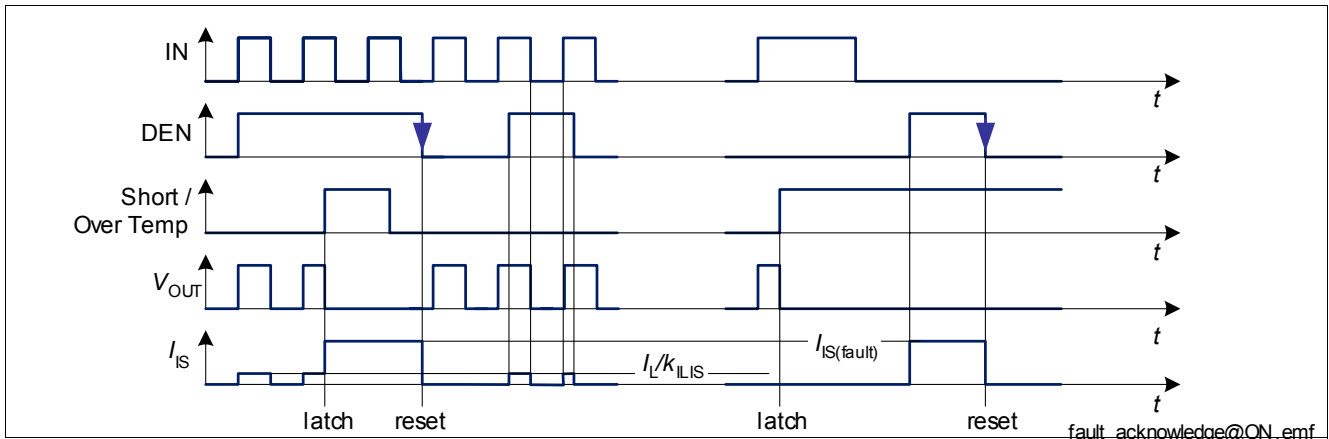 IN
t
DEN
t
Short /
Over Temp
t
VOUT
t
IIS
IIS(fault)
IL/kILIS
t
latch reset latch reset
fault_acknowledge@ON.emf